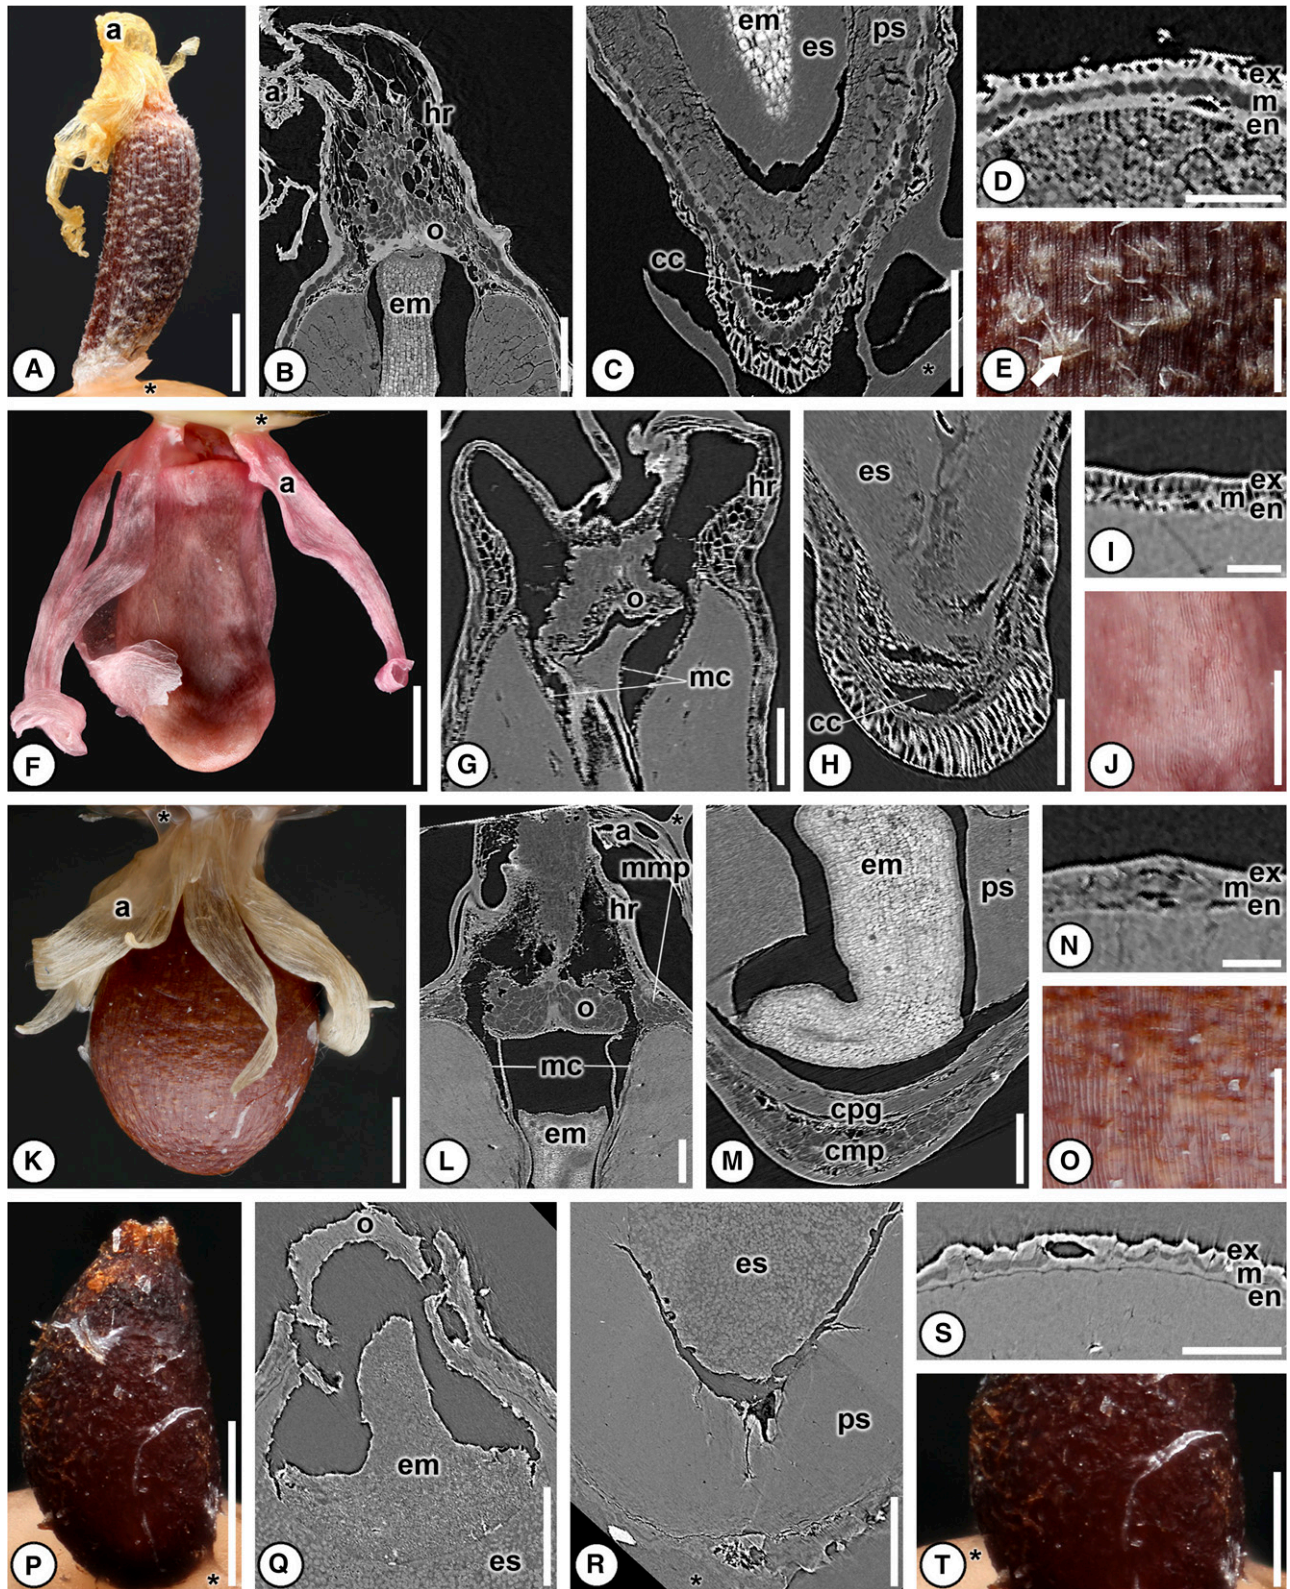 a
*
A
a
hr
o
em
B
em
es
ps
cc
*
C
ex
m
en
D
E
*
a
F
hr
o
mc
G
es
cc
H
ex
m
en
I
J
*
a
K
a
*
mmp
hr
o
mc
em
L
em
ps
cpg
cmp
M
ex
m
en
N
O
P
*
o
em
es
Q
es
ps
R
*
ex
m
en
S
T
*